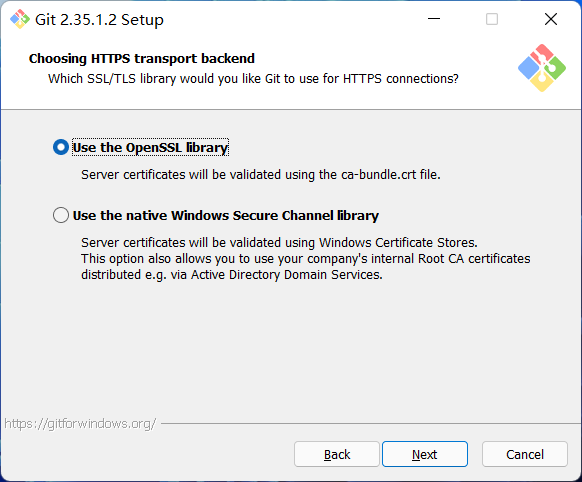 Git 2.35.1.2 Setup
Choosing HTTPS transport backend
Which SSL/TLS library would you like Git to use for HTTPS connections?
Use the OpenSSL library
Server certificates will be validated using the ca-bundle.crt file.
Use the native Windows Secure Channel library
Server certificates will be validated using Windows Certificate Stores.
This option also allows you to use your company's internal Root CA certificates
distributed e.g. via Active Directory Domain Services.
https://gitforwindows.org/
Back Next Cancel